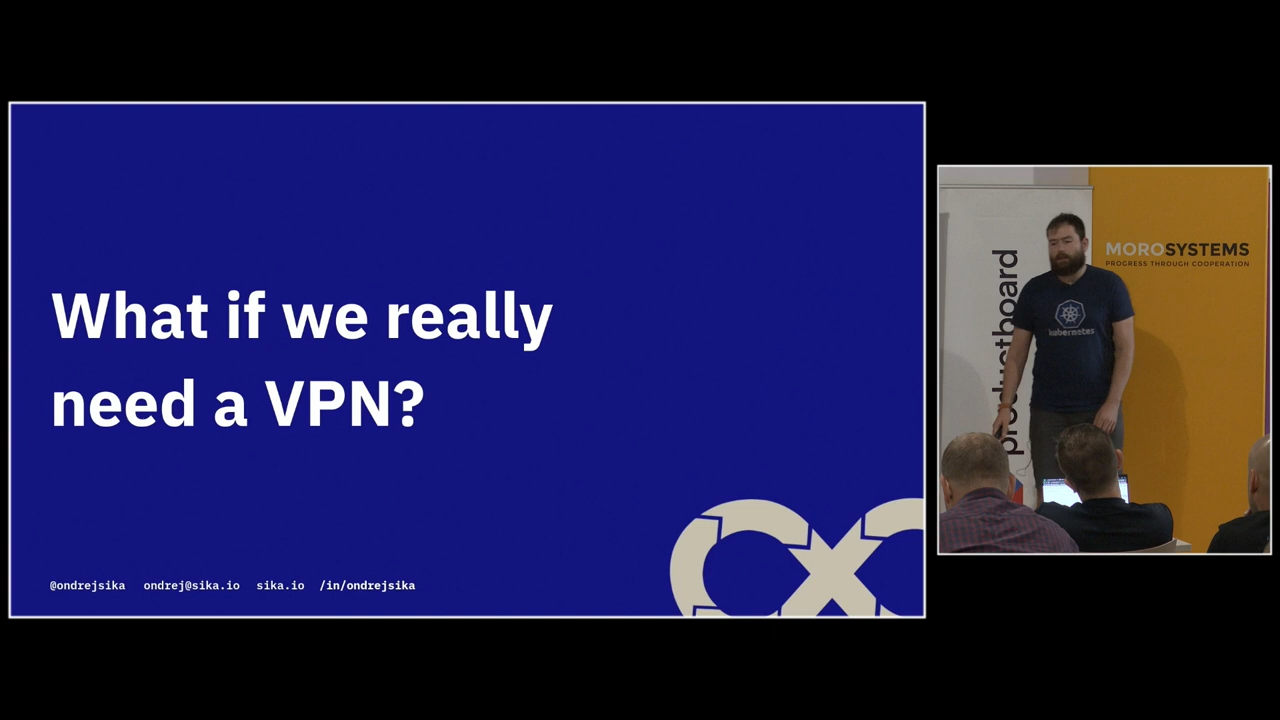 What if we really
need a VPN?
@ondrejsika ondrej@sika.io sika.io /in/ondrejsika
productboard
MOROSYSTEMS
PROGRESS THROUGH COOPERATION
kubernetes